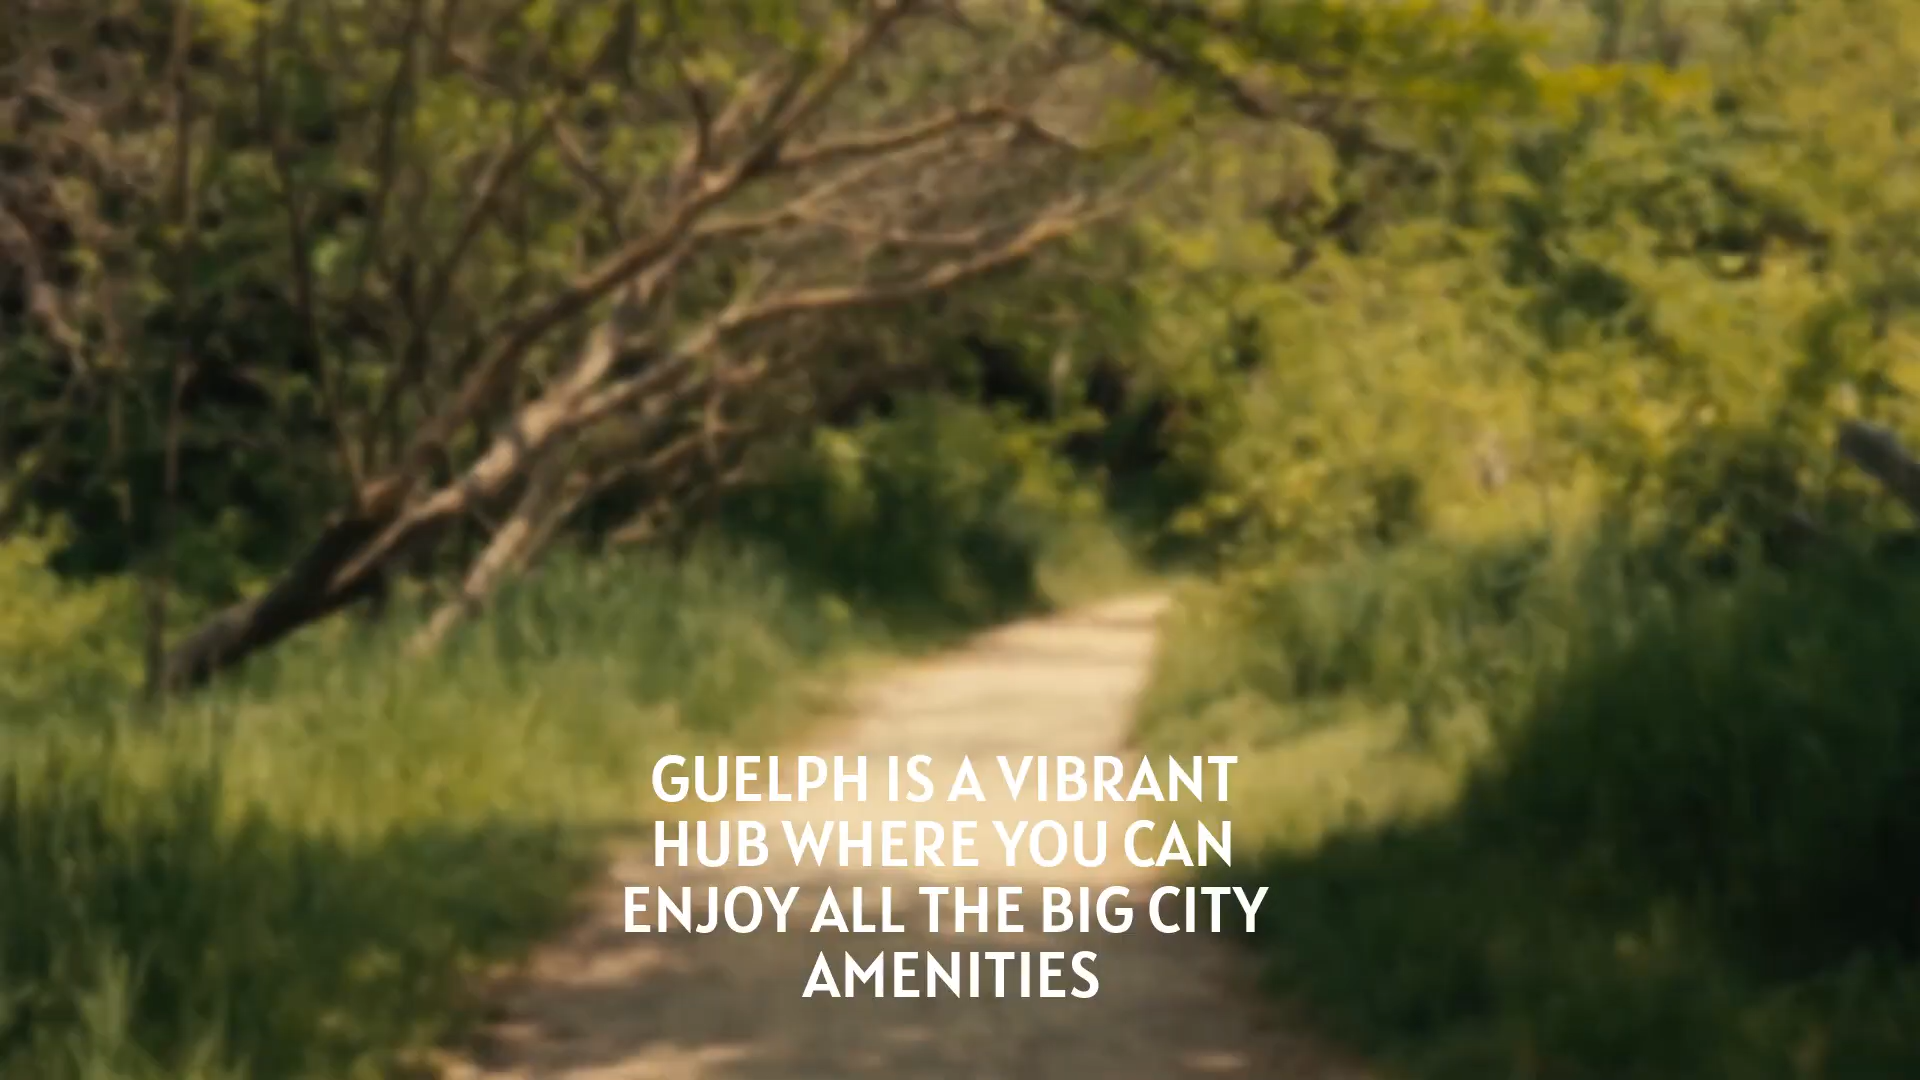 GUELPH IS A VIBRANT
HUB WHERE YOU CAN
ENJOY ALL THE BIG CITY
AMENITIES